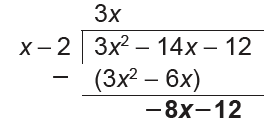 3x
x – 2 3x² – 14x – 12
– (3x² – 6x)
–8x–12